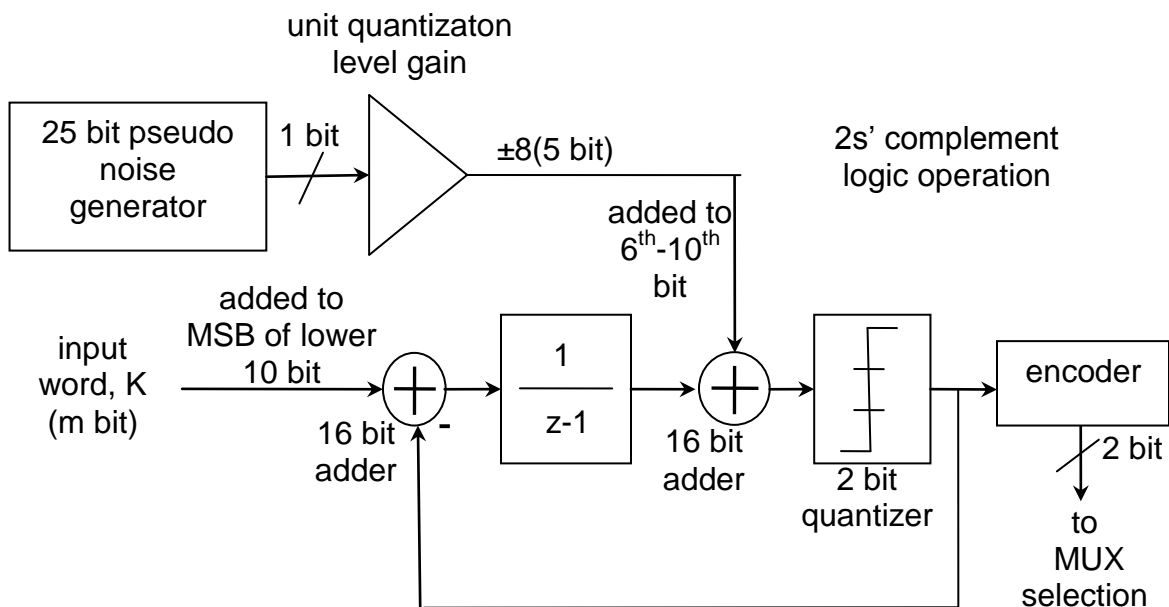 unit quantizaton
level gain
25 bit pseudo
noise
generator
1 bit
±8(5 bit)
2s’ complement
logic operation
added to
6th-10th
bit
input
word, K
(m bit)
added to
MSB of lower
10 bit
16 bit
adder
-
1
z-1
16 bit
adder
2 bit
quantizer
encoder
2 bit
to
MUX
selection